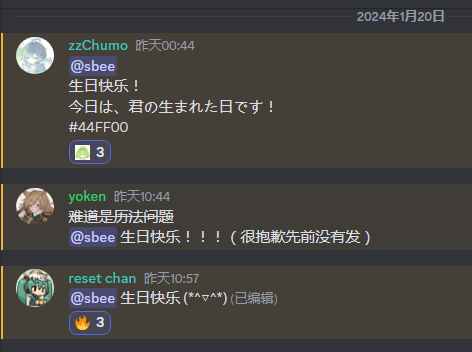 2024年1月20日
zzChumo 昨天00:44
@sbee
生日快乐！
今日は、君の生まれた日です！
#44FF00
3
yoken 昨天10:44
难道是历法问题
@sbee 生日快乐！！！（很抱歉先前没有发）
reset chan 昨天10:57
@sbee 生日快乐 (*^▽^*) (已编辑)
3